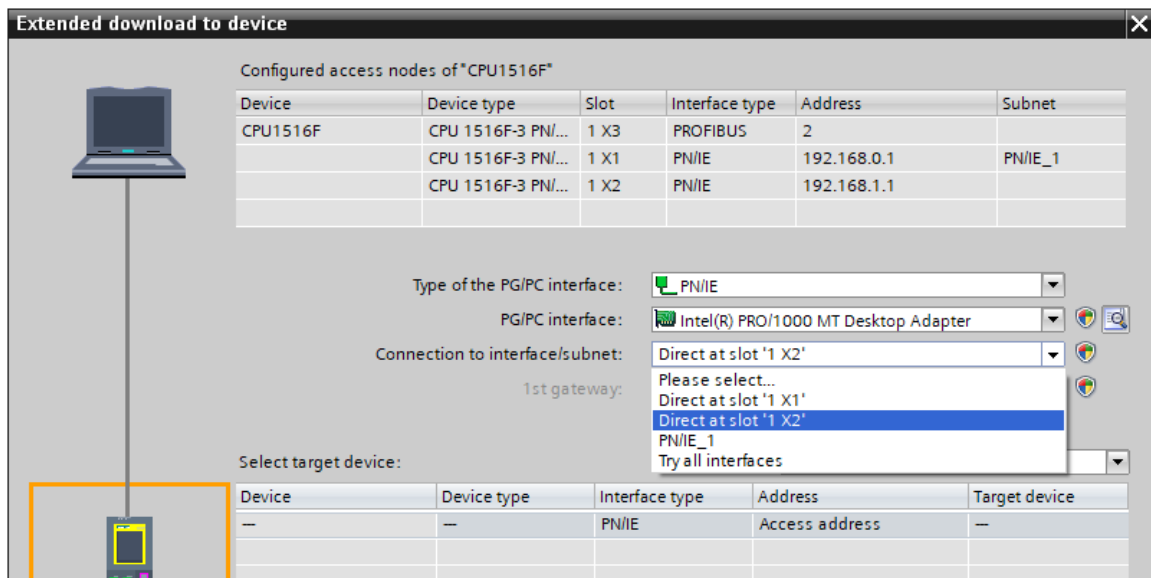 Extended download to device
Configured access nodes of "CPU1516F"
Device Device type Slot Interface type Address Subnet
CPU1516F CPU 1516F-3 PN/... 1 X3 PROFIBUS 2
CPU 1516F-3 PN/... 1 X1 PN/IE 192.168.0.1 PN/IE_1
CPU 1516F-3 PN/... 1 X2 PN/IE 192.168.1.1
Type of the PG/PC interface: PN/IE
PG/PC interface: Intel(R) PRO/1000 MT Desktop Adapter
Connection to interface/subnet: Direct at slot '1 X2'
Please select...
1st gateway: Direct at slot '1 X1'
Direct at slot '1 X2'
PN/IE_1
Select target device: Try all interfaces
Device Device type Interface type Address Target device
— — PN/IE Access address —